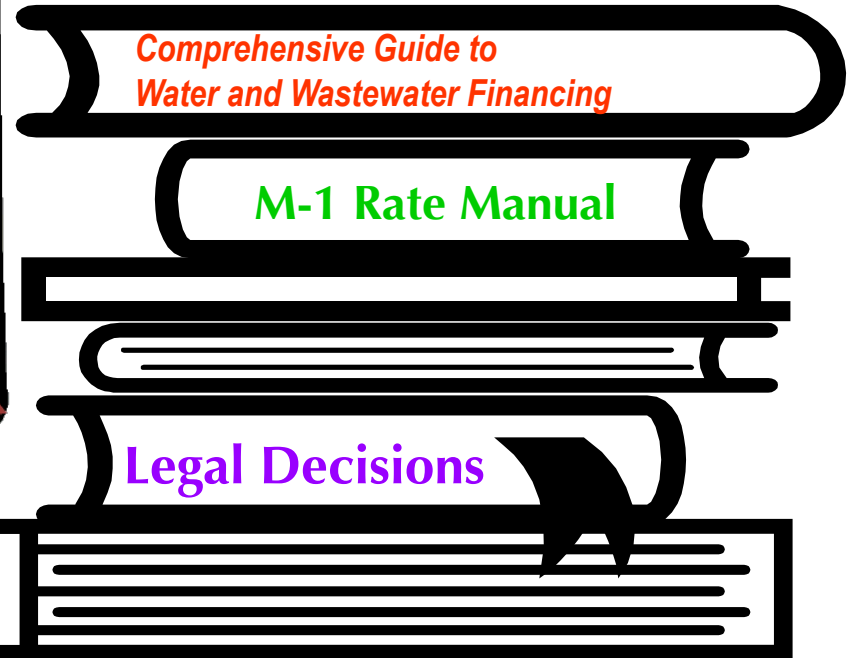 Comprehensive Guide to
Water and Wastewater Financing
M-1 Rate Manual
Legal Decisions